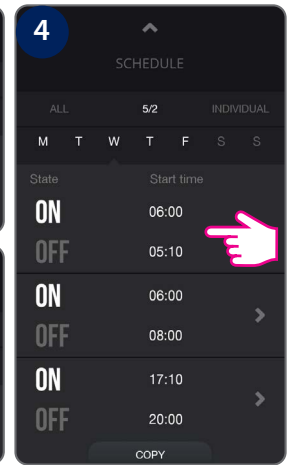 4
SCHEDULE
ALL 5/2 INDIVIDUAL
M T W T F S S
State Start time
ON 06:00
OFF 05:10
ON 06:00
OFF 08:00
ON 17:10
OFF 20:00
COPY